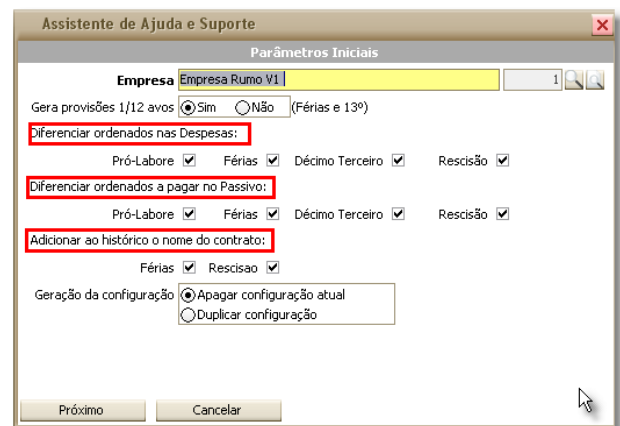 Assistente de Ajuda e Suporte
Parâmetros Iniciais
Empresa Empresa Rumo V1 1
Gera provisões 1/12 avos Sim Não (Férias e 13º)
Diferenciar ordenados nas Despesas:
Pró-Labore Férias Décimo Terceiro Rescisão
Diferenciar ordenados a pagar no Passivo:
Pró-Labore Férias Décimo Terceiro Rescisão
Adicionar ao histórico o nome do contrato:
Férias Rescisao
Geração da configuração Apagar configuração atual
Duplicar configuração
Próximo Cancelar